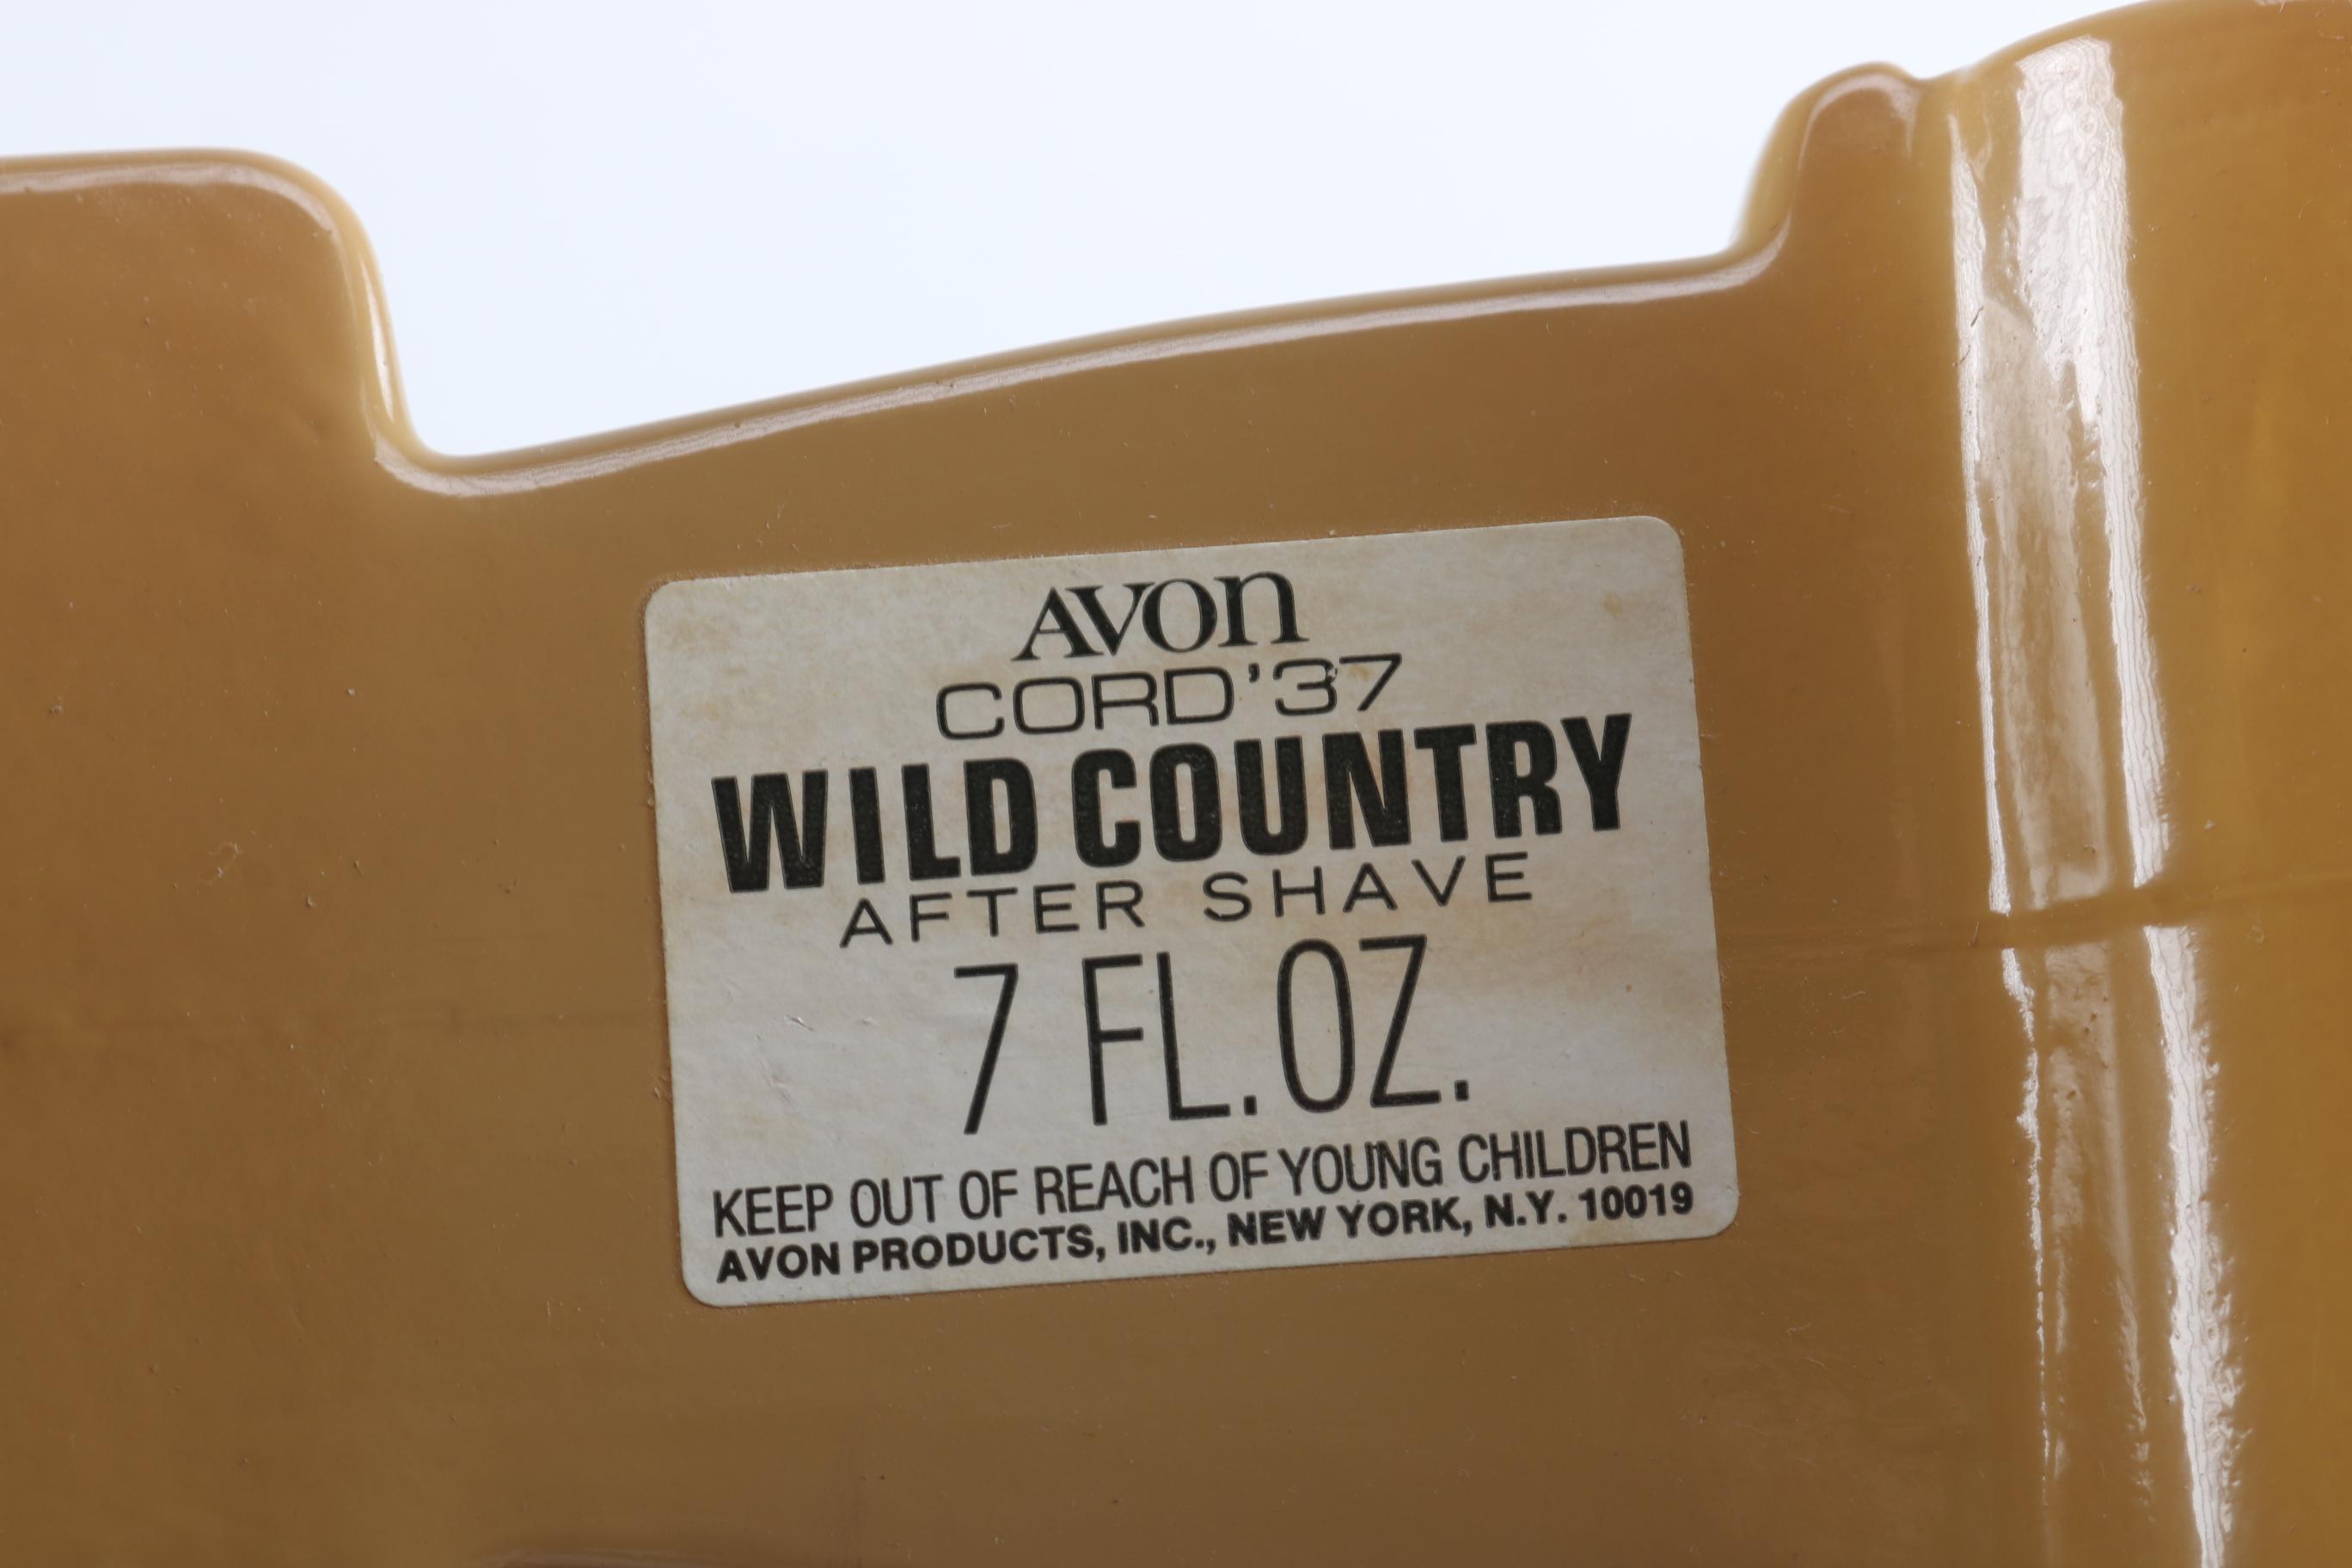 AVON
CORD '37
WILD COUNTRY
AFTER SHAVE
7 FL.OZ.
KEEP OUT OF REACH OF YOUNG CHILDREN
AVON PRODUCTS, INC., NEW YORK, N.Y. 10019